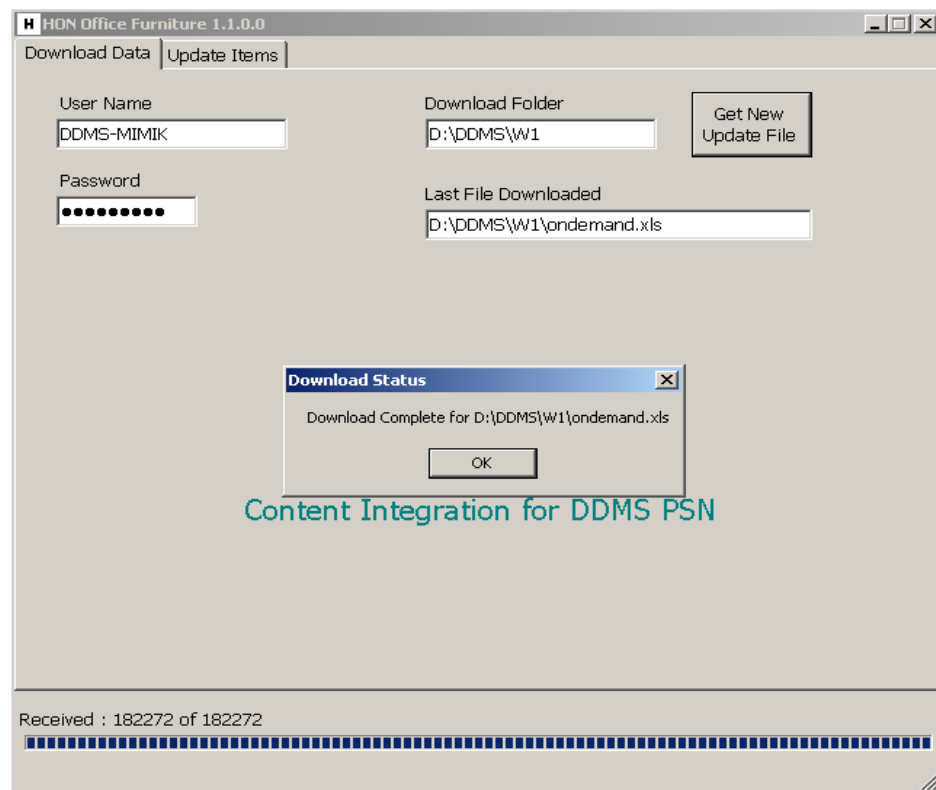 H HON Office Furniture 1.1.0.0
Download Data Update Items
User Name
DDMS-MIMIK
Download Folder
D:\DDMS\W1
Get New
Update File
Password
●●●●●●●●●
Last File Downloaded
D:\DDMS\W1\ondemand.xls
Download Status
Download Complete for D:\DDMS\W1\ondemand.xls
OK
Content Integration for DDMS PSN
Received : 182272 of 182272